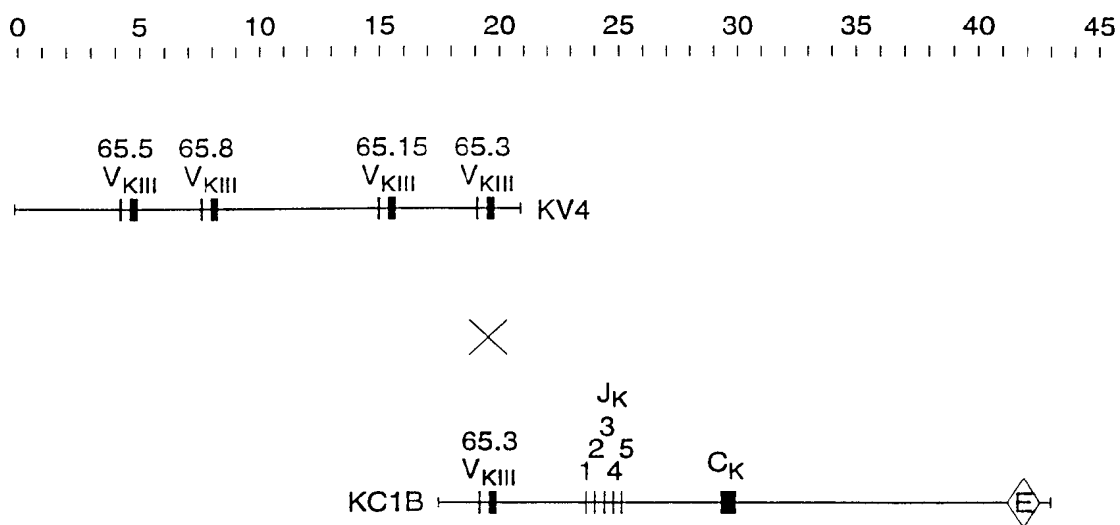 0 5 10 15 20 25 30 35 40 45
65.5 65.8 65.15 65.3
VKIII VKIII VKIII VKIII
KV4
JK
3
65.3 2 5
VKIII 1 4 CK
KC1B E